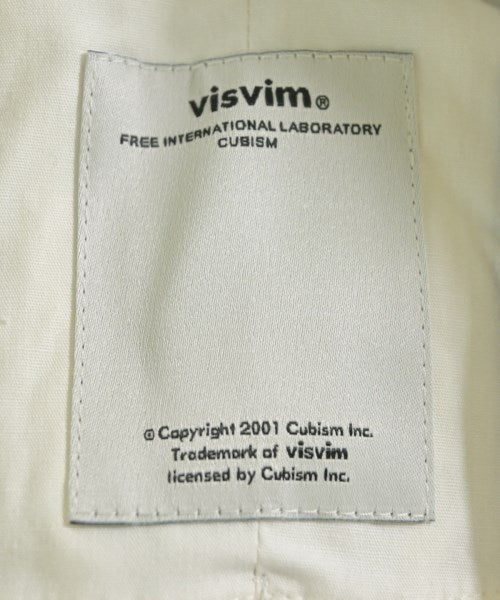 visvim®
FREE INTERNATIONAL LABORATORY
CUBISM
© Copyright 2001 Cubism Inc.
Trademark of visvim
licensed by Cubism Inc.